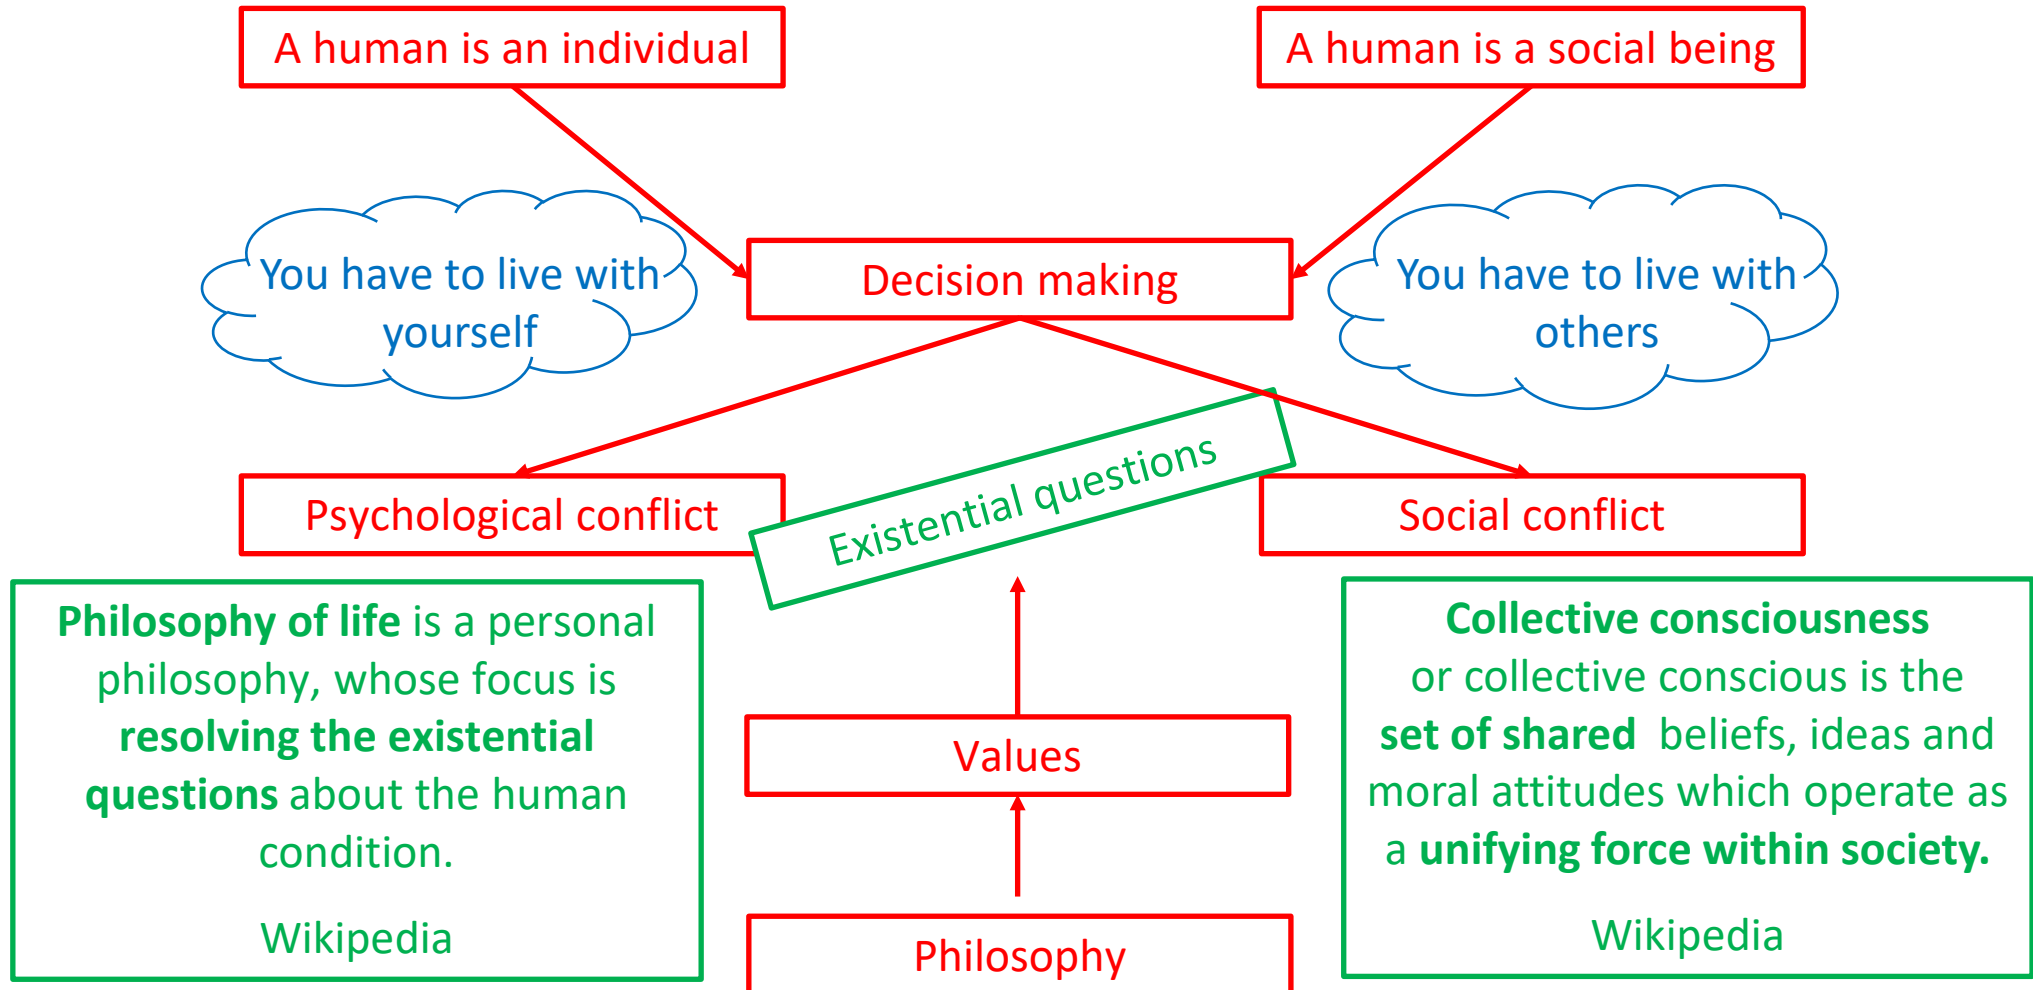 A human is an individual
A human is a social being
You have to live with
yourself
Decision making
You have to live with
others
Existential questions
Psychological conflict
Social conflict
Philosophy of life is a personal
philosophy, whose focus is
resolving the existential
questions about the human
condition.
Wikipedia
Values
Philosophy
Collective consciousness
or collective conscious is the
set of shared beliefs, ideas and
moral attitudes which operate as
a unifying force within society.
Wikipedia